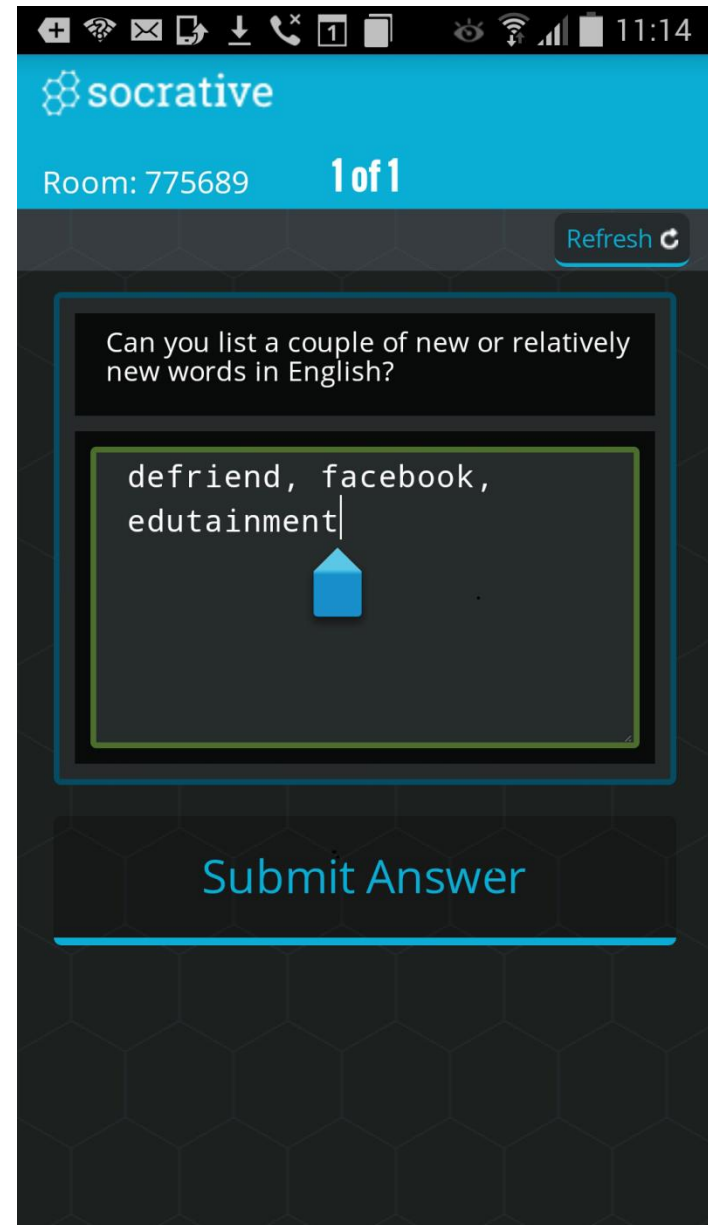 1 11:14
socrative
Room: 775689 1 of 1
Refresh
Can you list a couple of new or relatively
new words in English?
defriend, facebook,
edutainment
Submit Answer